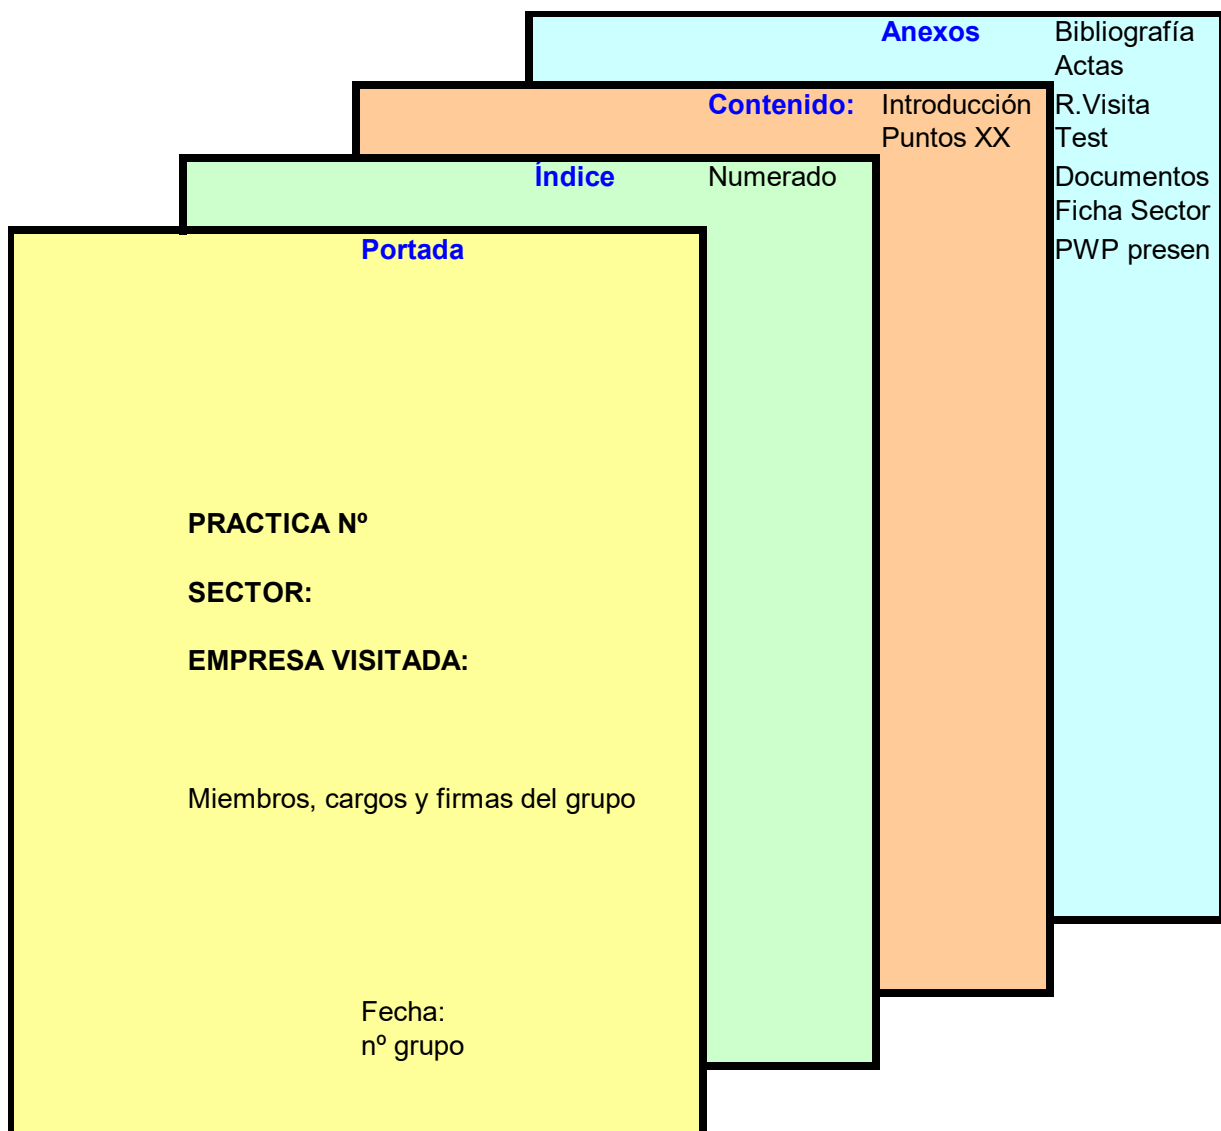 Anexos Bibliografía
Actas
Contenido: Introducción R.Visita
Puntos XX Test
Índice Numerado Documentos
Ficha Sector
Portada PWP presen
PRACTICA Nº
SECTOR:
EMPRESA VISITADA:
Miembros, cargos y firmas del grupo
Fecha:
nº grupo